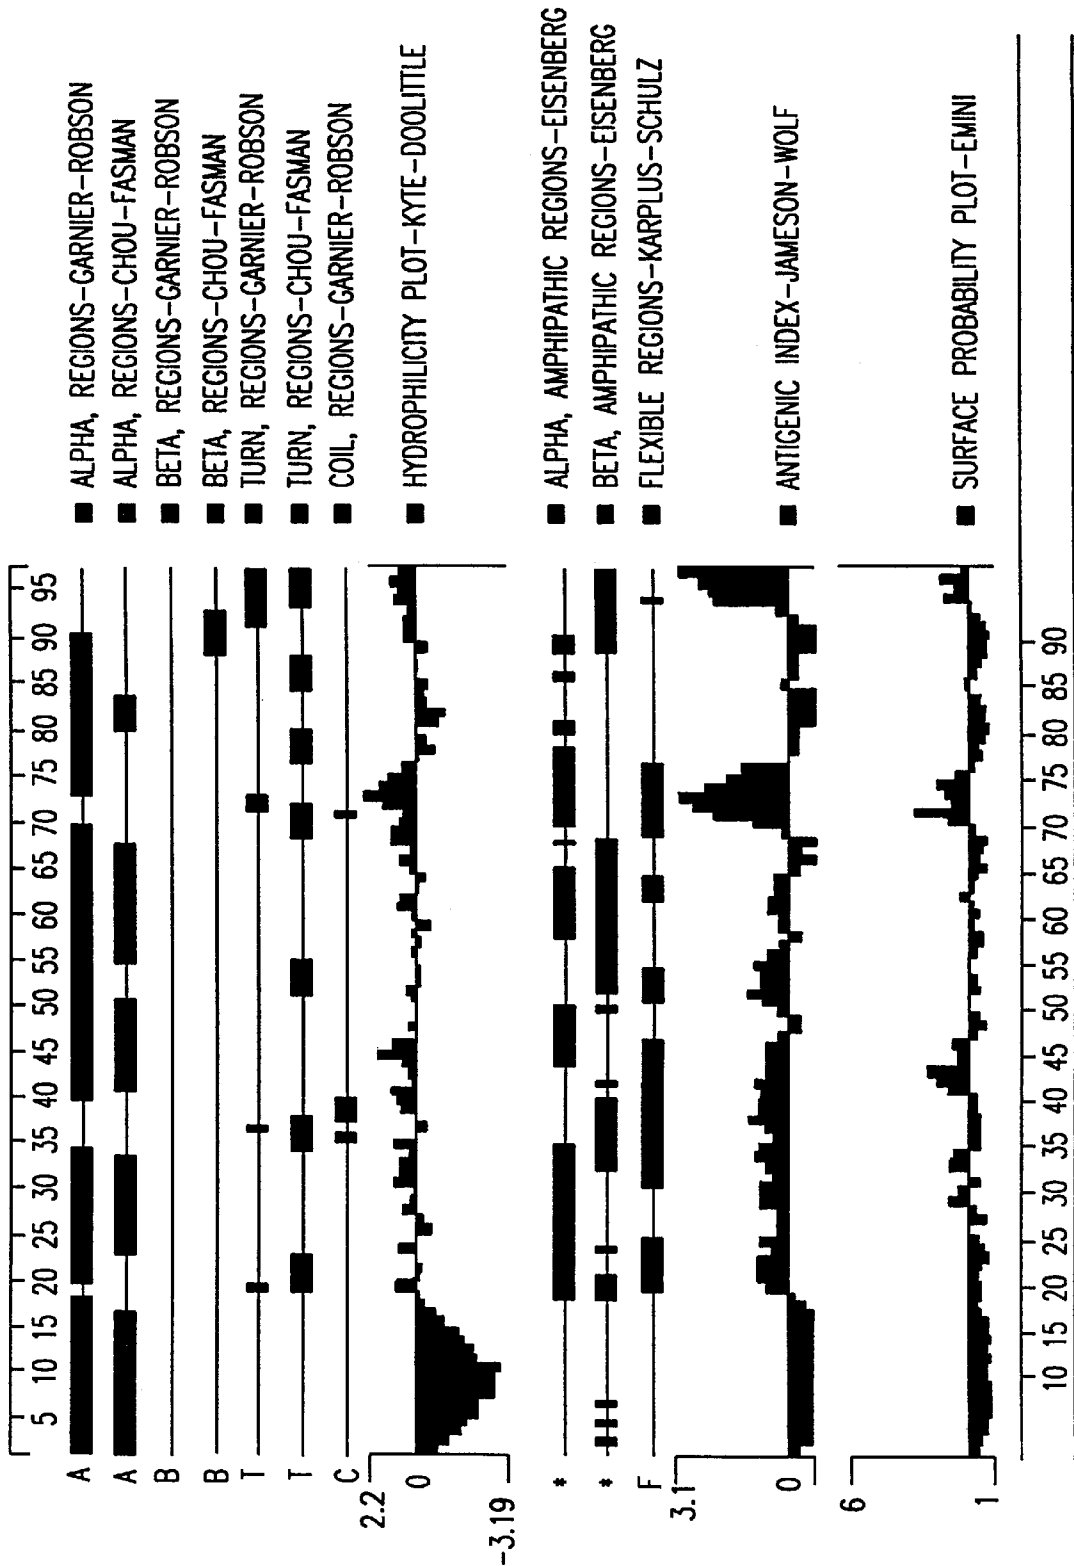 5 10 15 20 25 30 35 40 45 50 55 60 65 70 75 80 85 90 95
A ■ ALPHA, REGIONS-GARNIER-ROBSON
A ■ ALPHA, REGIONS-CHOU-FASMAN
B ■ BETA, REGIONS-GARNIER-ROBSON
B ■ BETA, REGIONS-CHOU-FASMAN
T ■ TURN, REGIONS-GARNIER-ROBSON
T ■ TURN, REGIONS-CHOU-FASMAN
C ■ COIL, REGIONS-GARNIER-ROBSON
2.2
0 ■ HYDROPHILICITY PLOT-KYTE-DOOLITTLE
-3.19
* ■ ALPHA, AMPHIPATHIC REGIONS-EISENBERG
* ■ BETA, AMPHIPATHIC REGIONS-EISENBERG
F ■ FLEXIBLE REGIONS-KARPLUS-SCHULZ
3.1
0 ■ ANTIGENIC INDEX-JAMESON-WOLF
6
■ SURFACE PROBABILITY PLOT-EMINI
1
10 15 20 25 30 35 40 45 50 55 60 65 70 75 80 85 90